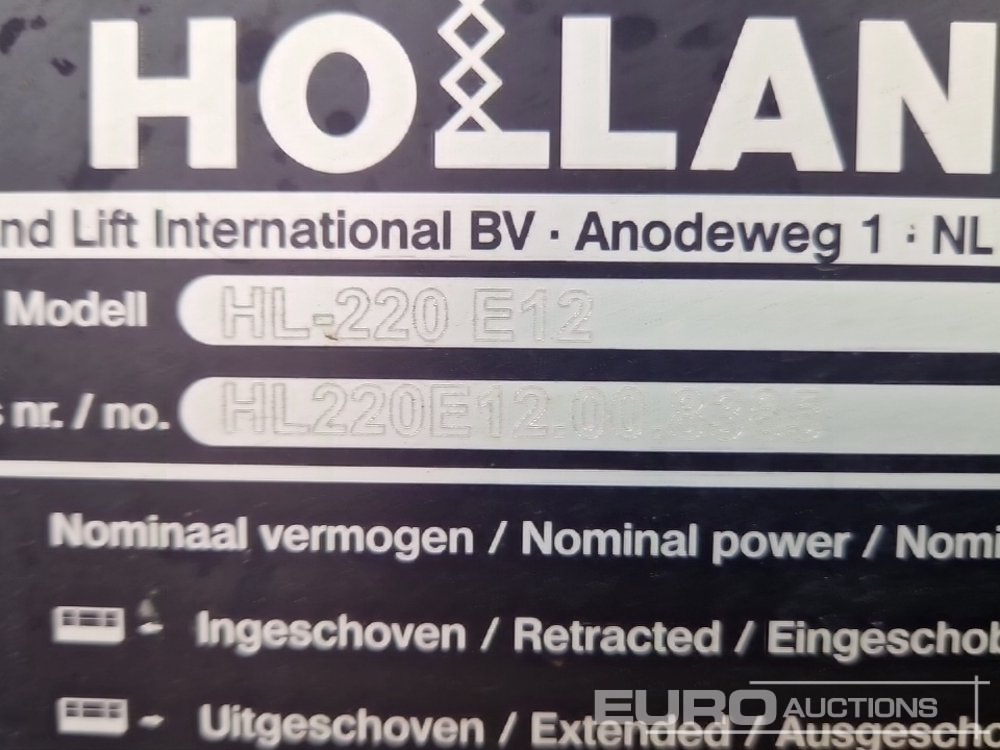 HOLLAN
nd Lift International BV · Anodeweg 1 · NL
Modell HL-220 E12
s nr. / no.
Nominaal vermogen / Nominal power / Nomi
Ingeschoven / Retracted / Eingeschob
Uitgeschoven / Extended / Ausgescho
EURO AUCTIONS